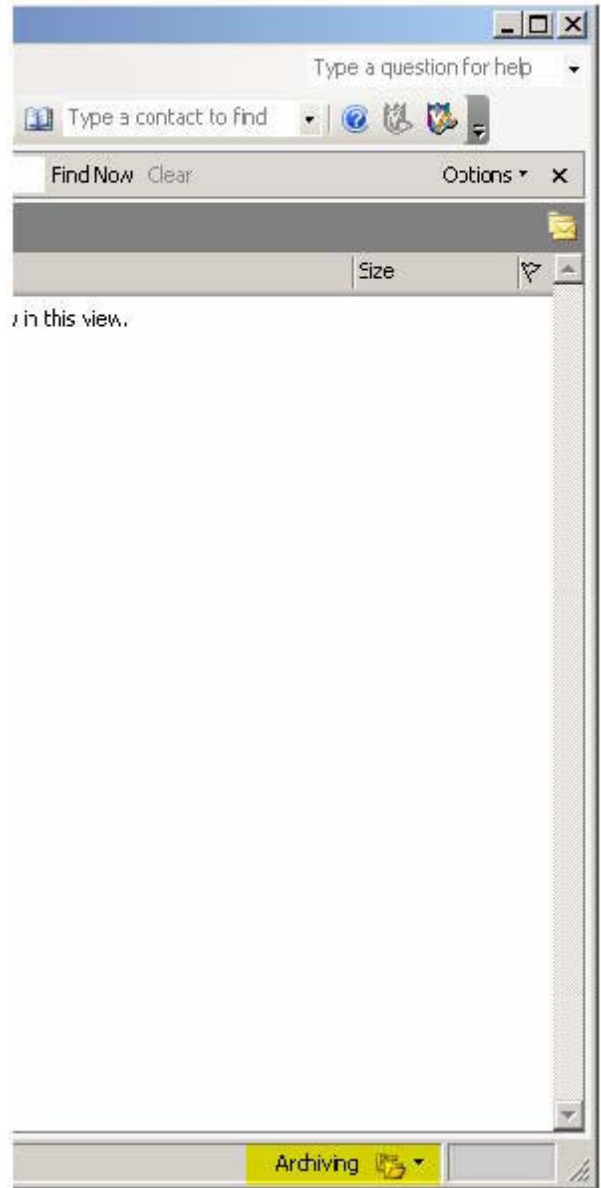 Type a question for help
Type a contact to find
Find Now Clear Options
Size
in this view.
Archiving